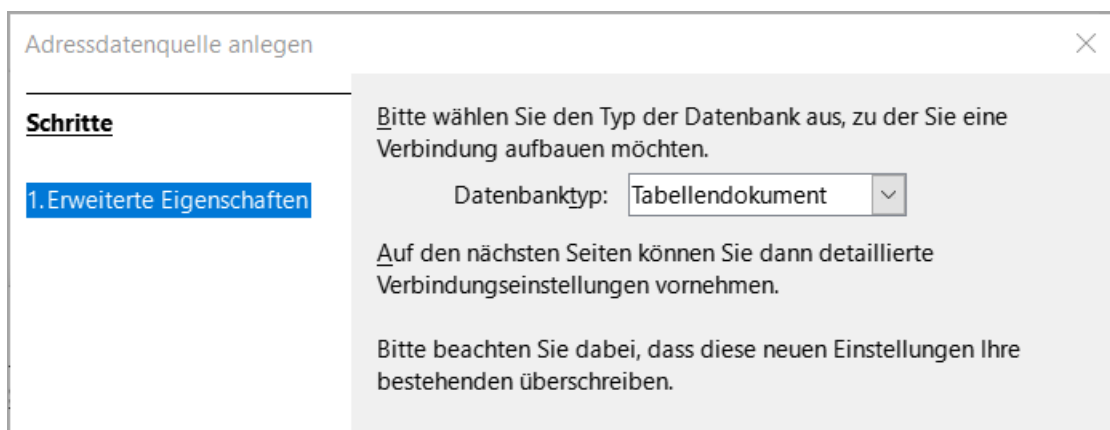 Adressdatenquelle anlegen
Schritte
1. Erweiterte Eigenschaften
Bitte wählen Sie den Typ der Datenbank aus, zu der Sie eine
Verbindung aufbauen möchten.
Datenbanktyp: Tabellendokument
Auf den nächsten Seiten können Sie dann detaillierte
Verbindungseinstellungen vornehmen.
Bitte beachten Sie dabei, dass diese neuen Einstellungen Ihre
bestehenden überschreiben.